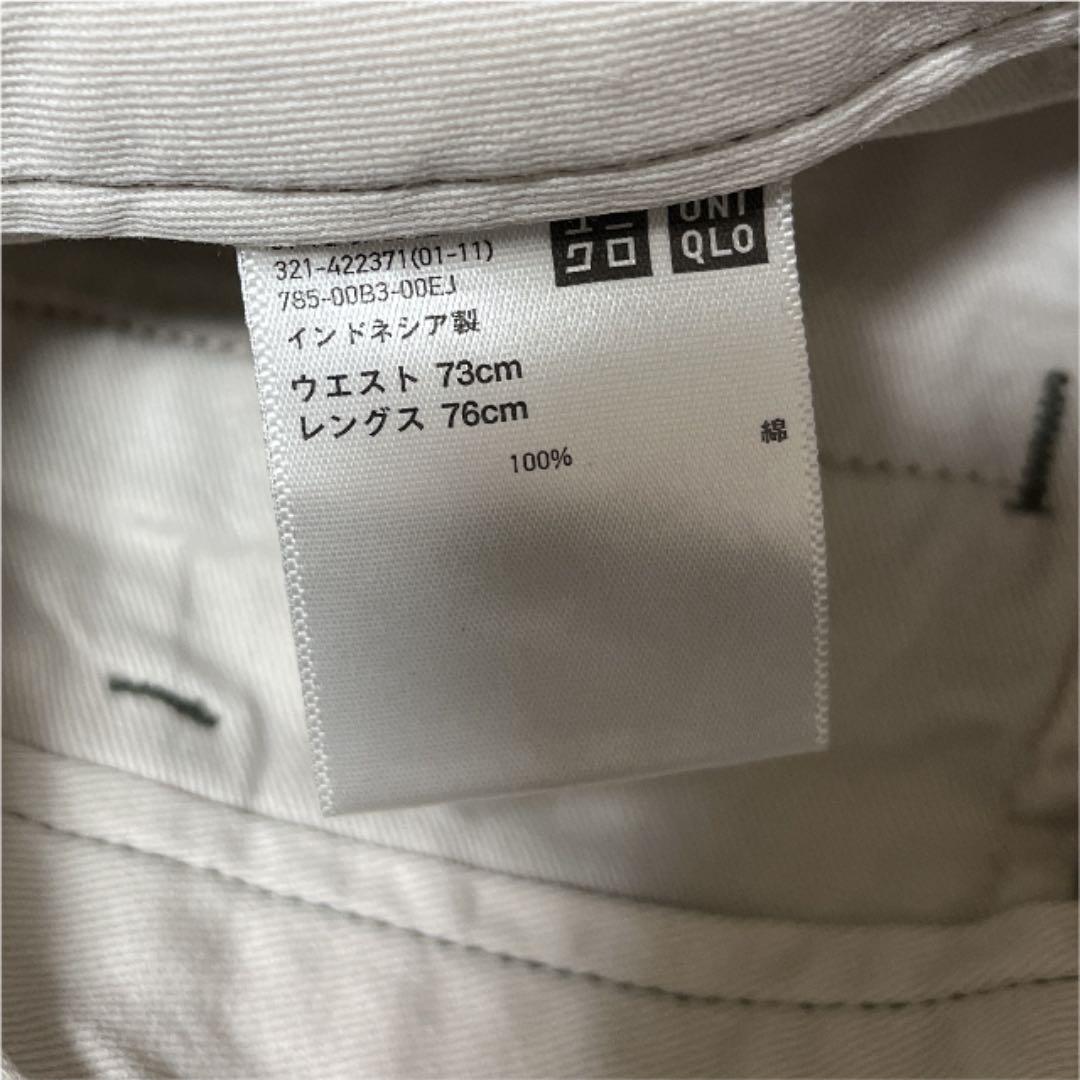 ユニ
クロ
UNI
QLO
321-422371(01-11)
785-00B3-00EJ
インドネシア製
ウエスト 73cm
レングス 76cm
綿
100%